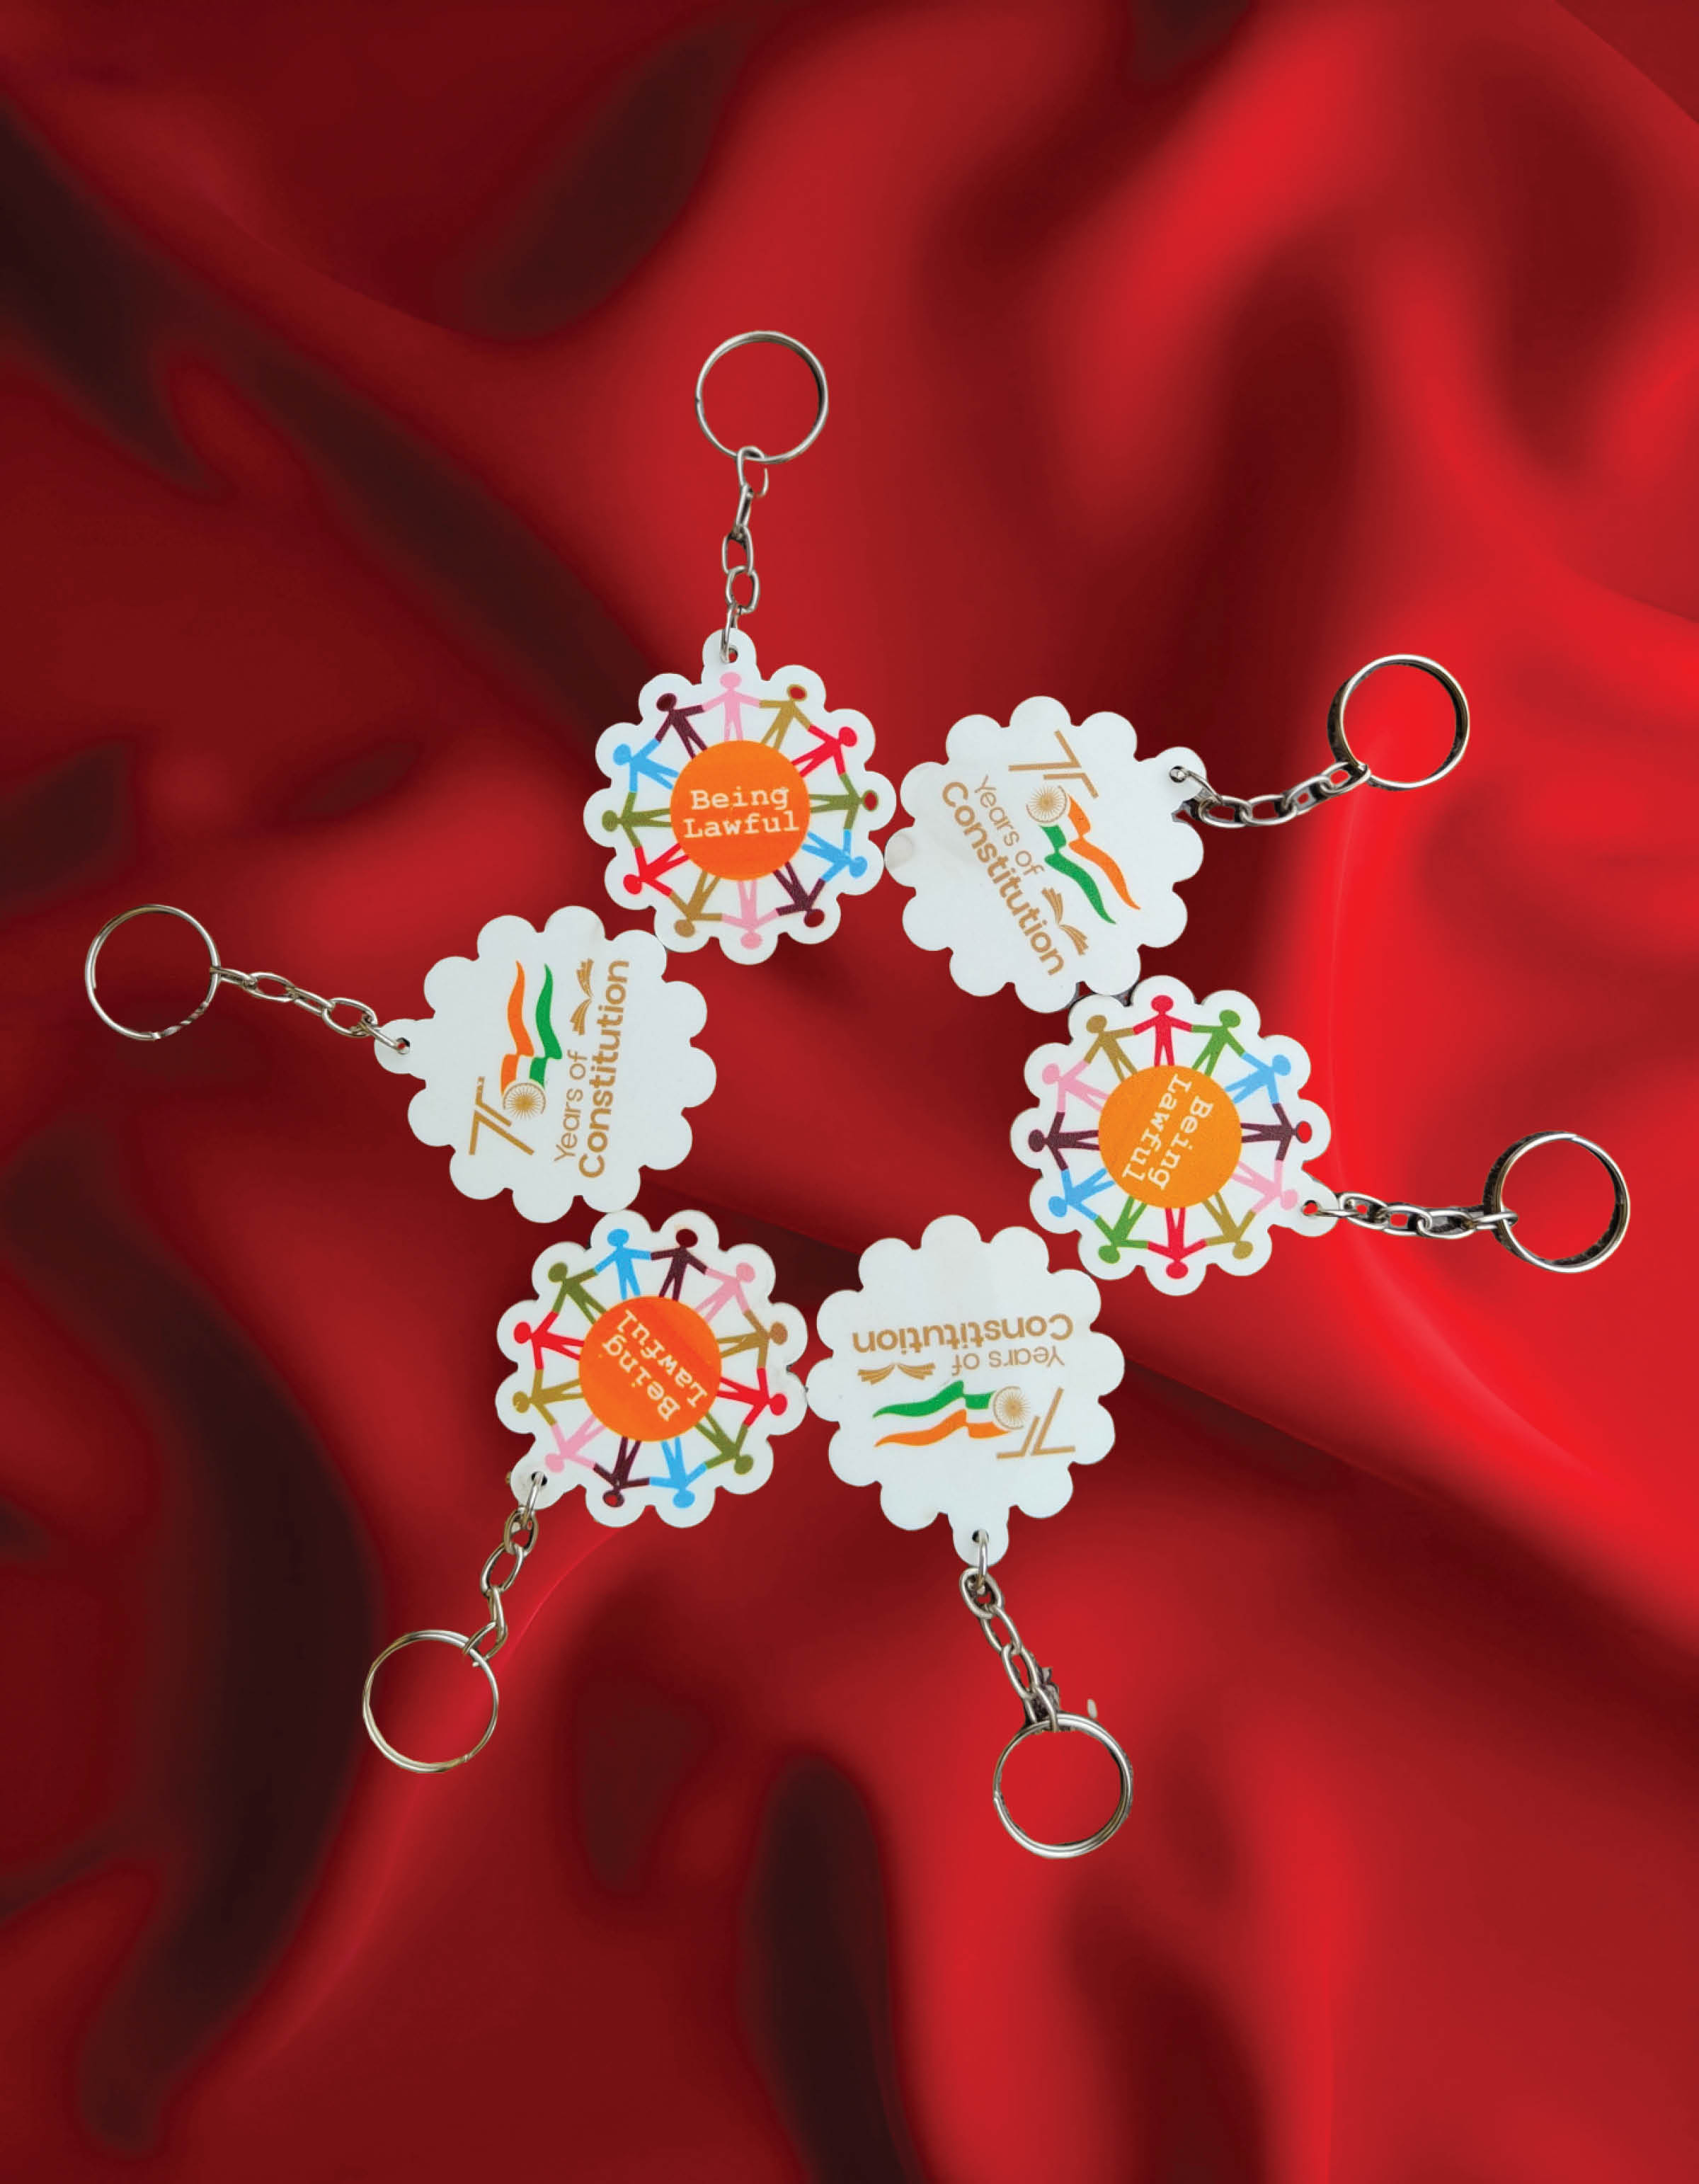 Being
Lawful
75
Years of
Constitution
75
Years of
Constitution
Being
Lawful
Being
Lawful
75
Years of
Constitution